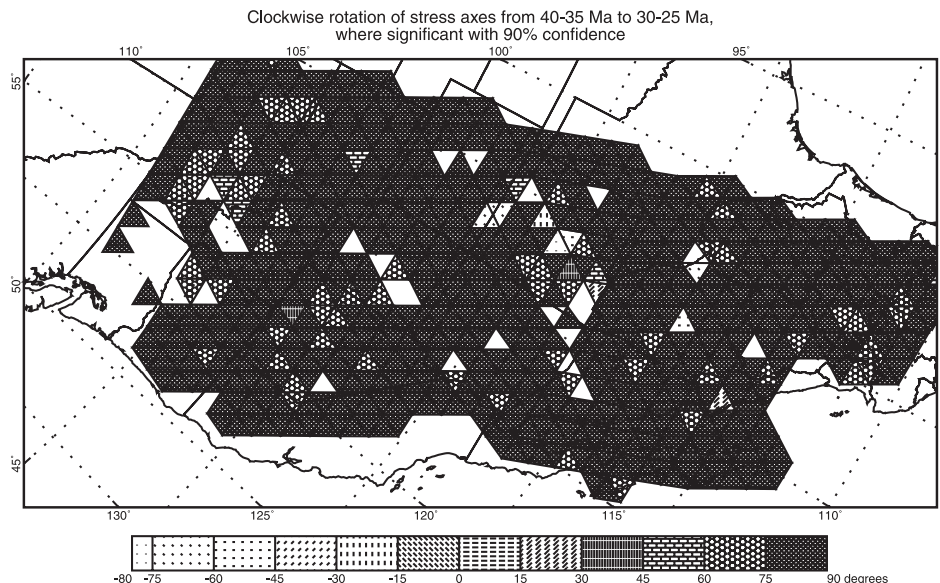 Clockwise rotation of stress axes from 40-35 Ma to 30-25 Ma,
where significant with 90% confidence
110° 105° 100° 95°
55°
50°
45°
130° 125° 120° 115° 110°
-80 -75 -60 -45 -30 -15 0 15 30 45 60 75 90 degrees